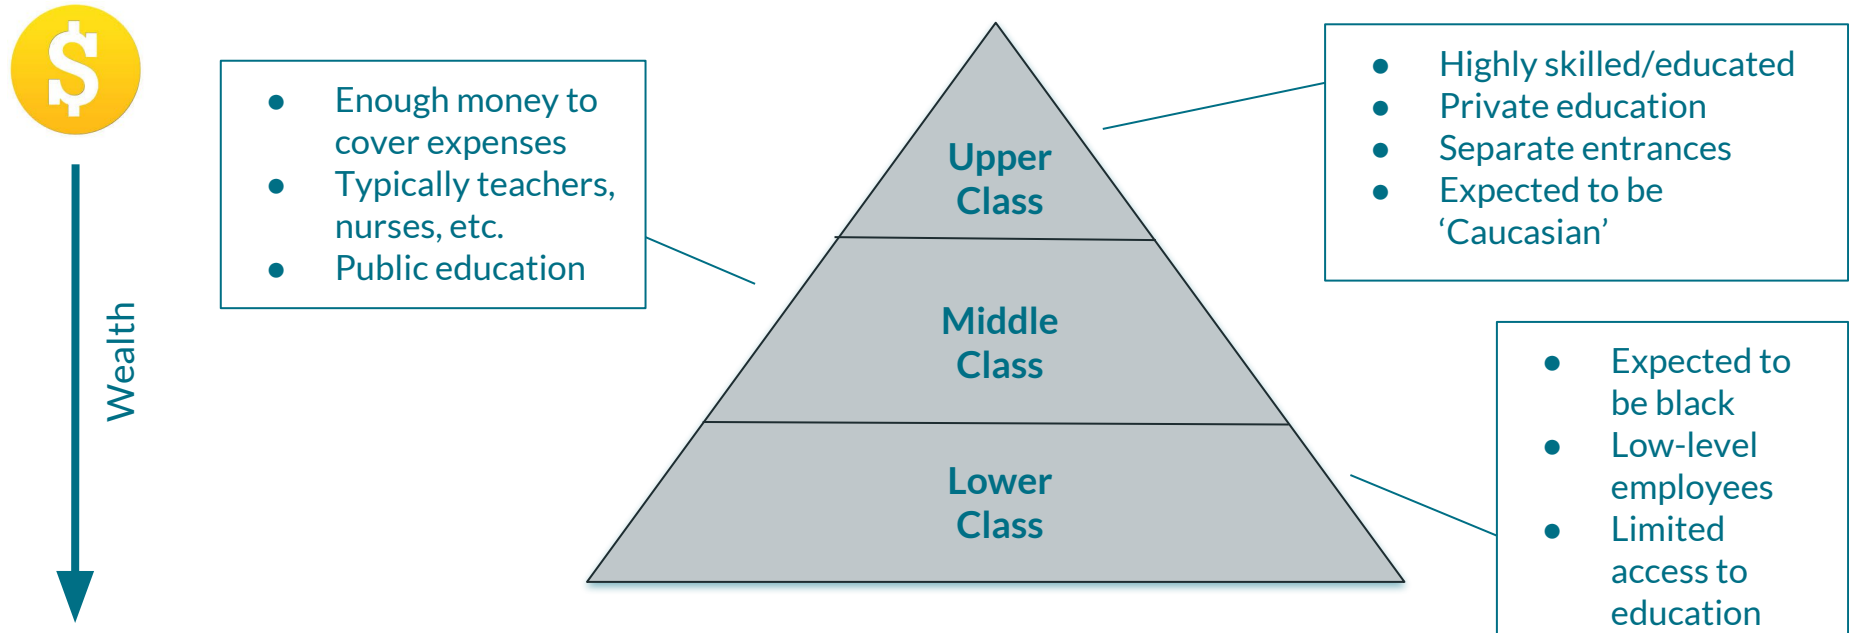 $
Wealth
● Enough money to
cover expenses
● Typically teachers,
nurses, etc.
● Public education
Upper
Class
Middle
Class
Lower
Class
● Highly skilled/educated
● Private education
● Separate entrances
● Expected to be
‘Caucasian’
● Expected to
be black
● Low-level
employees
● Limited
access to
education